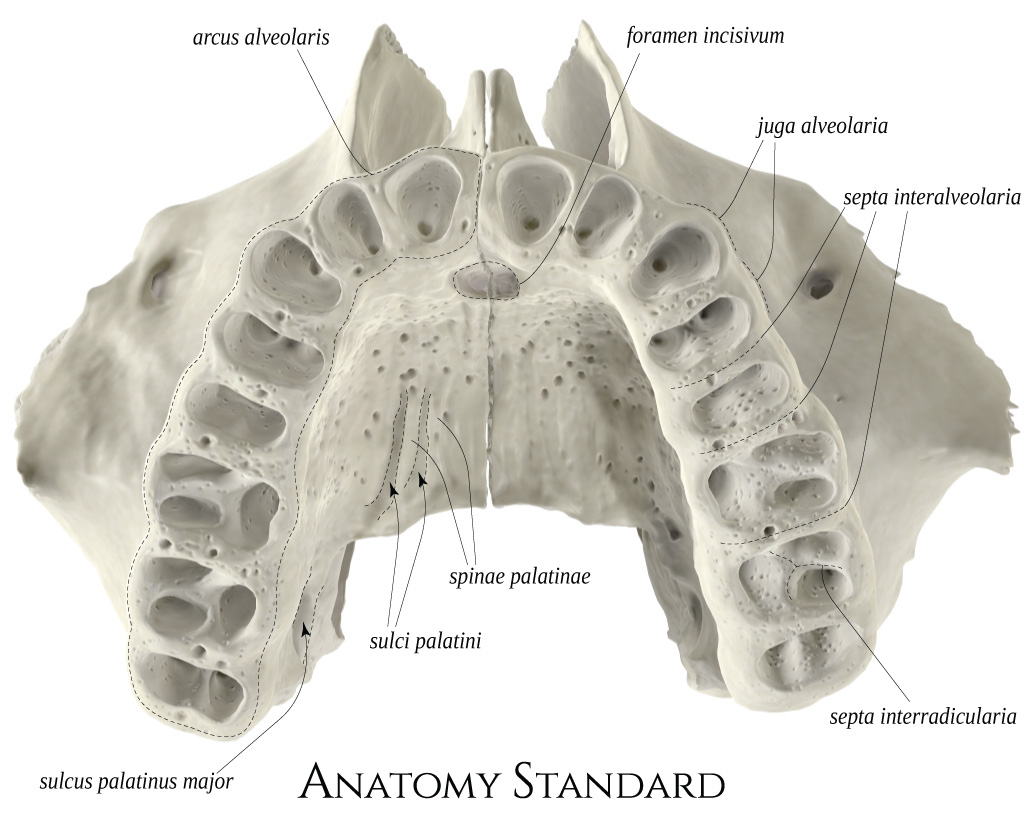 arcus alveolaris
foramen incisivum
juga alveolaria
septa interalveolaria
spinae palatinae
sulci palatini
septa interradicularia
sulcus palatinus major
ANATOMY STANDARD